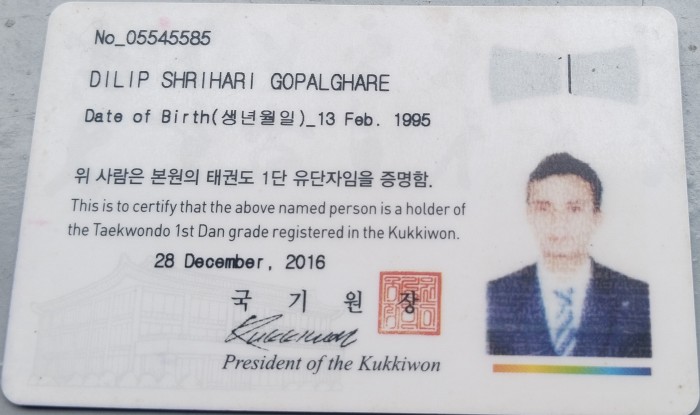 No_05545585
DILIP SHRIHARI GOPALGHARE
Date of Birth(생년월일)_13 Feb. 1995
위 사람은 본원의 태권도 1단 유단자임을 증명함.
This is to certify that the above named person is a holder of
the Taekwondo 1st Dan grade registered in the Kukkiwon.
28 December, 2016
국 기 원 장
Kukkiwon
President of the Kukkiwon